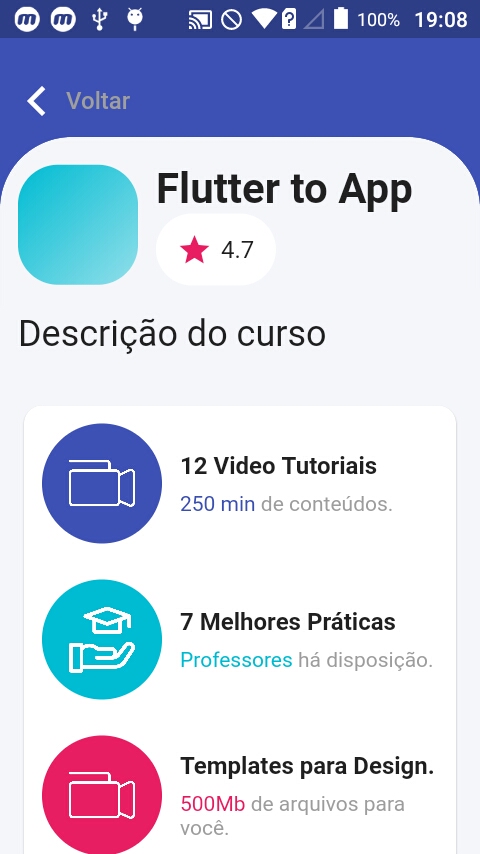 100% 19:08
Voltar
Flutter to App
4.7
Descrição do curso
12 Video Tutoriais
250 min de conteúdos.
7 Melhores Práticas
Professores há disposição.
Templates para Design.
500Mb de arquivos para
você.